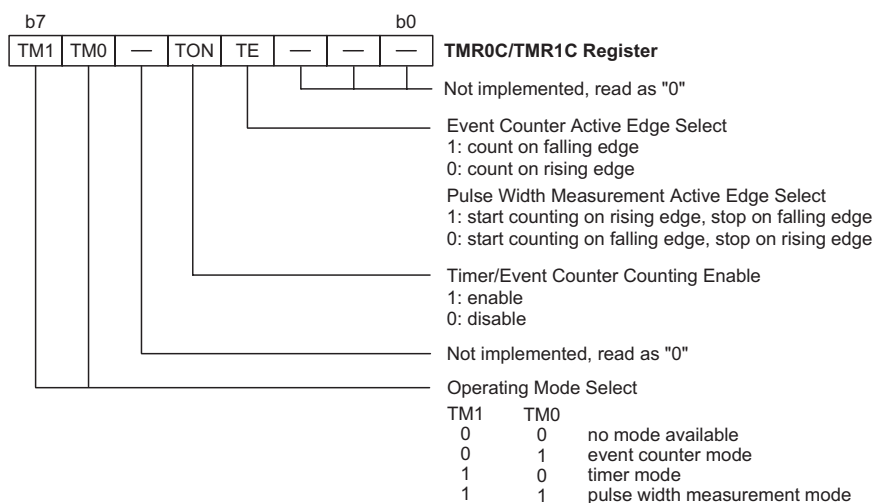 b7 b0
TM1 TM0 — TON TE — — — TMR0C/TMR1C Register
Not implemented, read as "0"
Event Counter Active Edge Select
1: count on falling edge
0: count on rising edge
Pulse Width Measurement Active Edge Select
1: start counting on rising edge, stop on falling edge
0: start counting on falling edge, stop on rising edge
Timer/Event Counter Counting Enable
1: enable
0: disable
Not implemented, read as "0"
Operating Mode Select
TM1 TM0
0 0 no mode available
0 1 event counter mode
1 0 timer mode
1 1 pulse width measurement mode